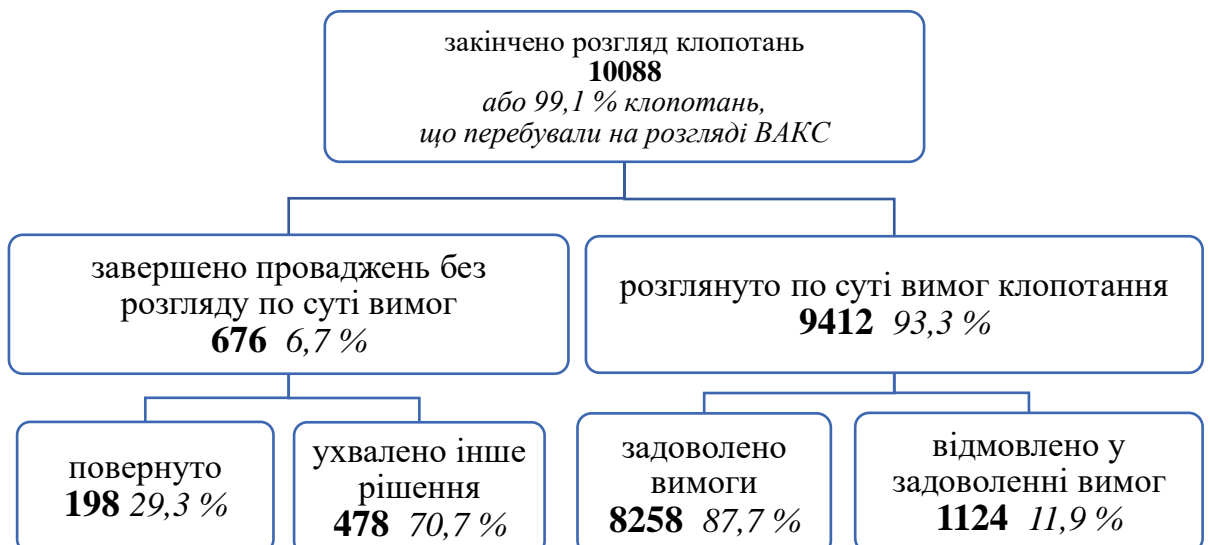 закінчено розгляд клопотань
10088
або 99,1 % клопотань,
що перебували на розгляді ВАКС
завершено проваджень без
розгляду по суті вимог
676 6,7 %
розглянуто по суті вимог клопотання
9412 93,3 %
повернуто
198 29,3 %
ухвалено інше
рішення
478 70,7 %
задоволено
вимоги
8258 87,7 %
відмовлено у
задоволенні вимог
1124 11,9 %